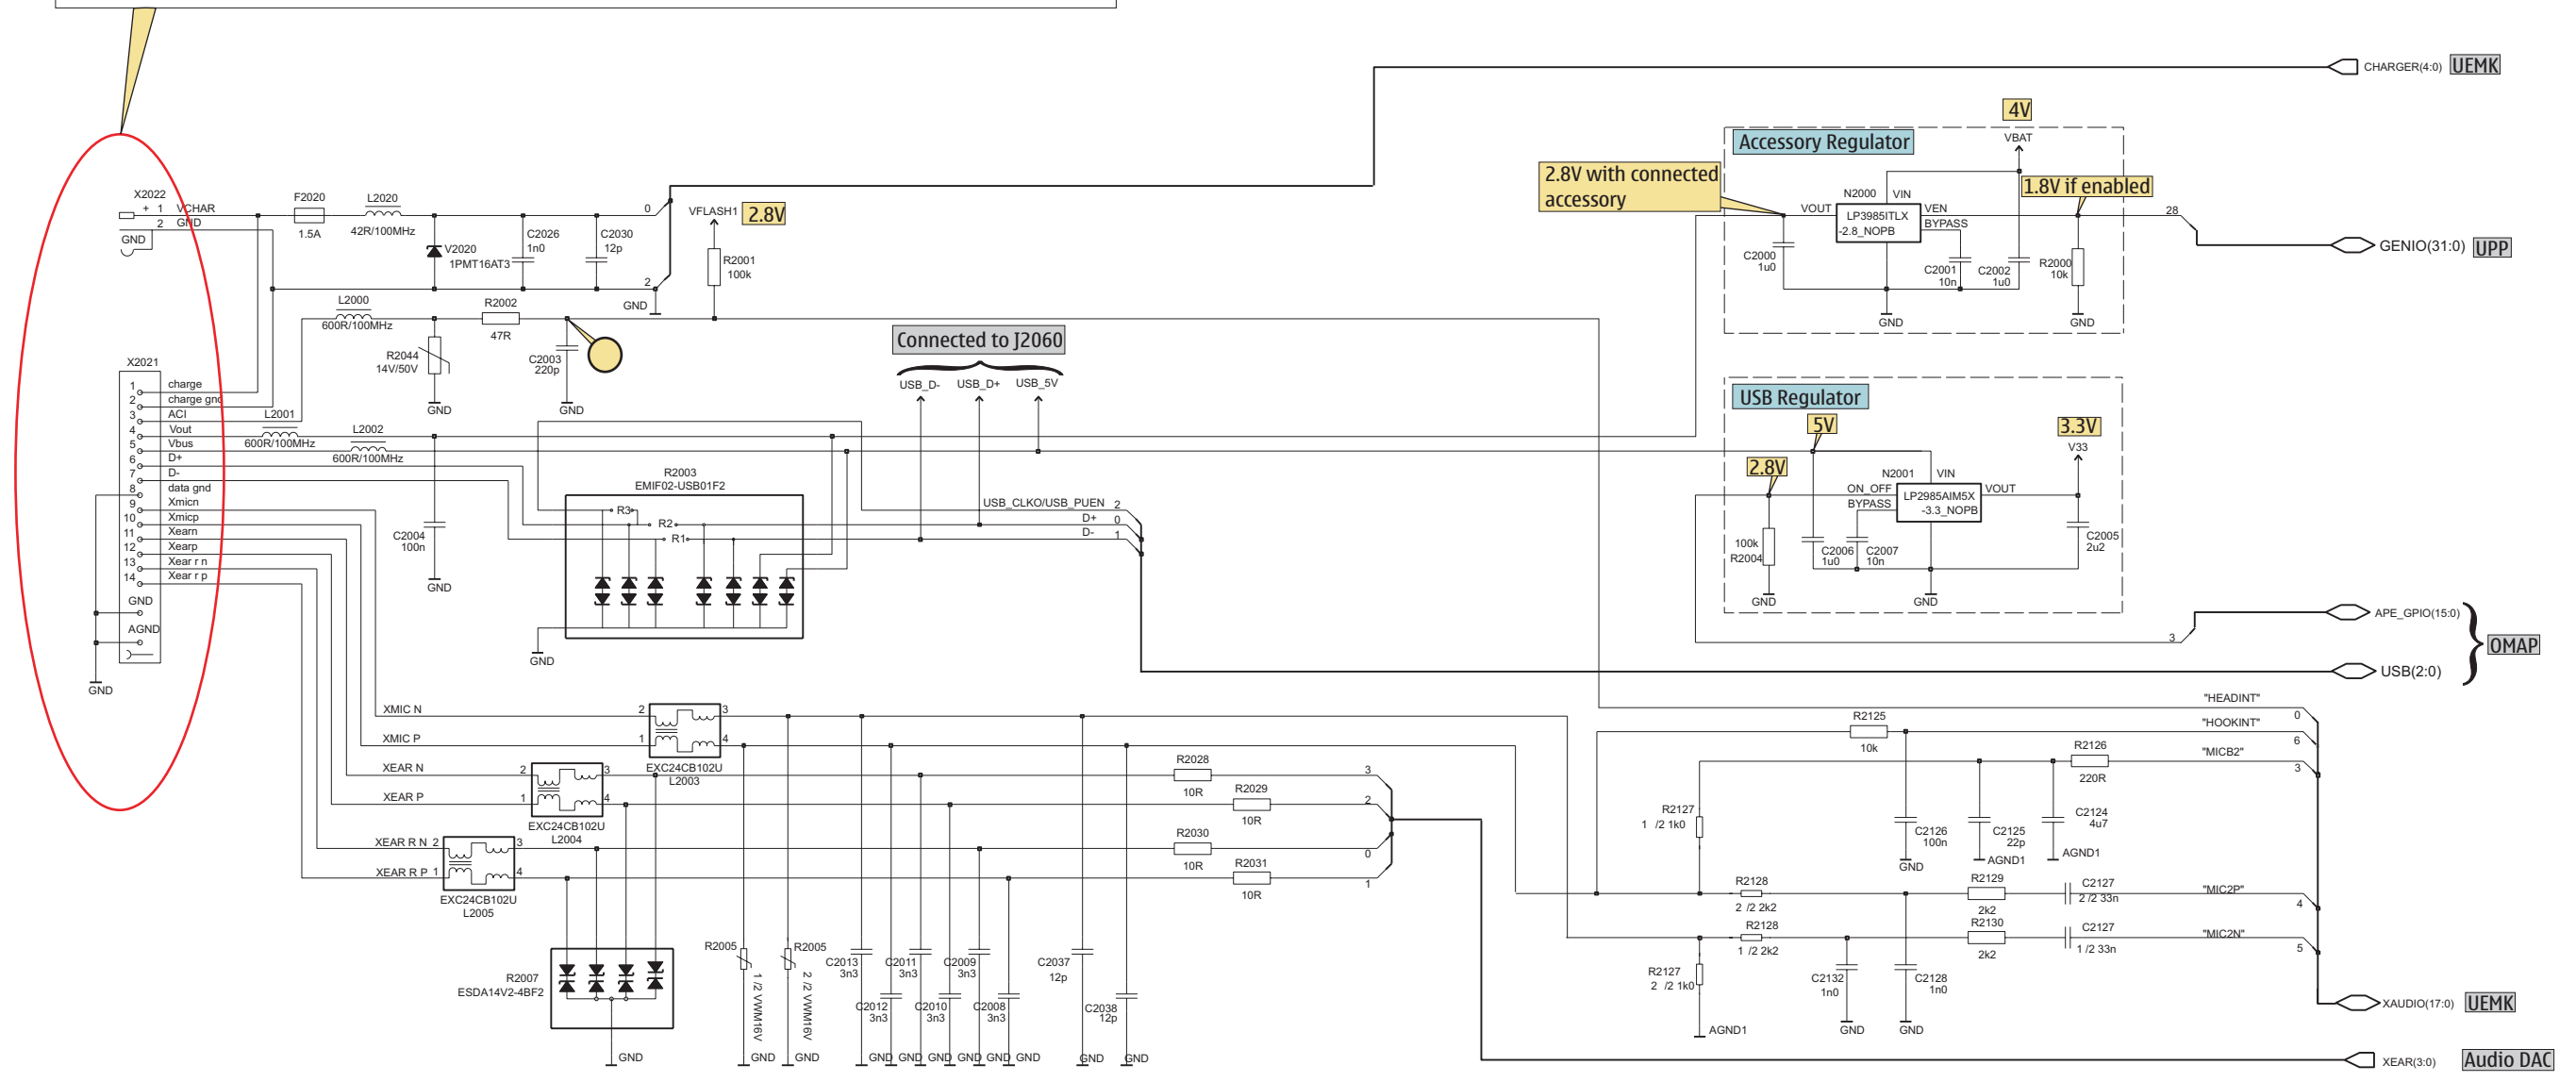 CHARGER(4:0) UEMK
4V
VBAT
Accessory Regulator
2.8V with connected
accessory
N2000 VIN
1.8V if enabled
VOUT
LP3985ITLX
-2.8_NOPB
VEN
BYPASS
28
GENIO(31:0) UPP
C2000
1u0
C2001
10n
C2002
1u0
R2000
10k
GND
GND
X2022
+ 1 VCHAR
2 GND
GND
F2020
1.5A
L2020
42R/100MHz
V2020
1PMT16AT3
C2026
1n0
C2030
12p
0
2
GND
VFLASH1 2.8V
R2001
100k
L2000
600R/100MHz
R2002
47R
R2044
14V/50V
GND
C2003
220p
GND
Connected to J2060
USB_D- USB_D+ USB_5V
X2021
1 charge
2 charge gnd
3 ACI
4 Vout
5 Vbus
6 D+
7 D-
8 data gnd
9 Xmicn
10 Xmicp
11 Xearn
12 Xearp
13 Xear r n
14 Xear r p
GND
AGND
GND
L2001
600R/100MHz
L2002
600R/100MHz
C2004
100n
GND
R2003
EMIF02-USB01F2
R3
R2
R1
GND
USB_CLKO/USB_PUEN 2
D+ 0
D- 1
USB Regulator
5V
3.3V
V33
2.8V
N2001 VIN
ON_OFF
BYPASS
LP2985AIM5X
-3.3_NOPB
VOUT
100k
R2004
C2006
1u0
C2007
10n
C2005
2u2
GND
GND
3
APE_GPIO(15:0)
OMAP
USB(2:0)
XMIC N 2 3
XMIC P 1 4
EXC24CB102U
L2003
XEAR N 2 3
XEAR P 1 4
EXC24CB102U
L2004
XEAR R N 2 3
XEAR R P 1 4
EXC24CB102U
L2005
R2028
10R
R2029
10R
R2030
10R
R2031
10R
3
2
0
1
R2007
ESDA14V2-4BF2
GND
R2005
1 /2 VWM16V
GND
R2005
2 /2 VWM16V
GND
C2013
3n3
C2012
3n3
C2011
3n3
C2010
3n3
C2009
3n3
C2008
3n3
C2037
12p
C2038
12p
GND GND GND GND GND GND
GND GND
"HEADINT"
0
"HOOKINT"
6
"MICB2"
3
R2125
10k
R2126
220R
R2127
1 /2 1k0
C2126
100n
GND
C2125
22p
AGND1
C2124
4u7
AGND1
R2128
2 /2 2k2
R2129
2k2
C2127
2 /2 33n
"MIC2P"
4
R2128
1 /2 2k2
R2130
2k2
C2127
1 /2 33n
"MIC2N"
5
R2127
2 /2 1k0
AGND1
C2132
1n0
GND
C2128
1n0
GND
XAUDIO(17:0) UEMK
XEAR(3:0) Audio DAC